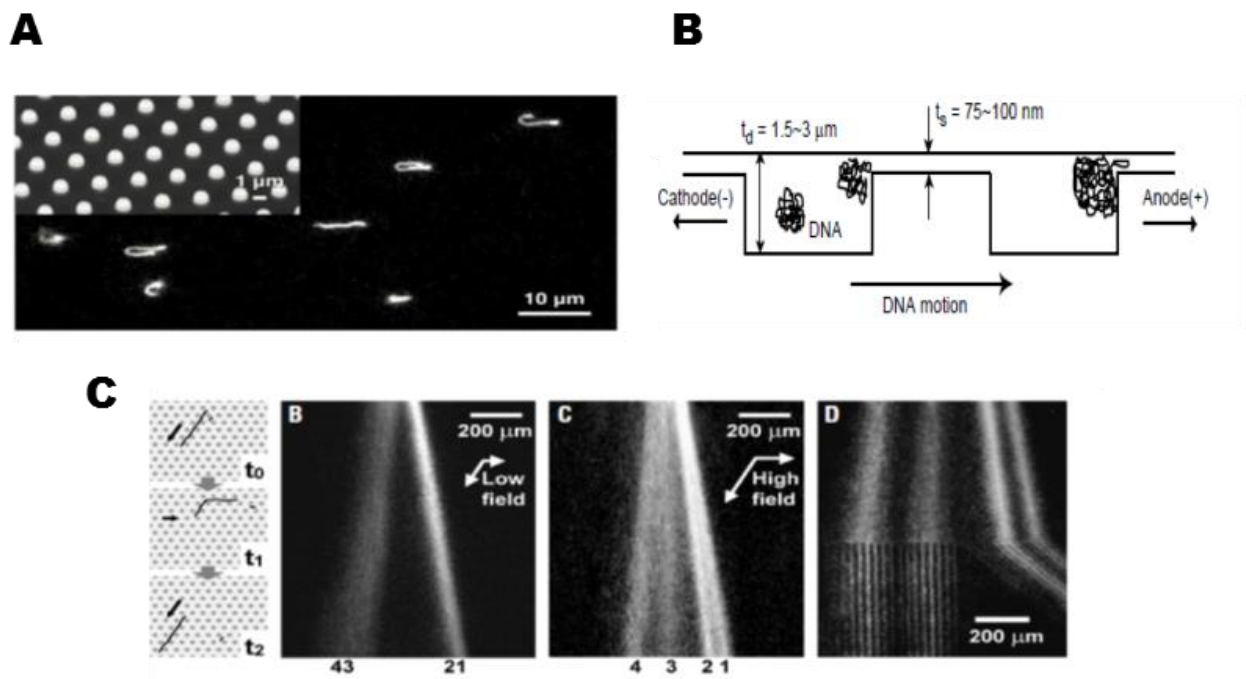 A
B
1 µm
10 µm
t_d = 1.5~3 µm
t_s = 75~100 nm
Cathode(-)
Anode(+)
DNA
DNA motion
C
t₀
t₁
t₂
B
200 µm
Low
field
43
21
C
200 µm
High
field
4 3 2 1
D
200 µm